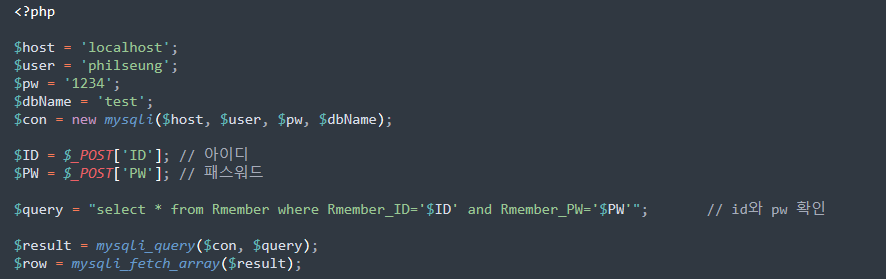 <?php
$host = 'localhost';
$user = 'philseung';
$pw = '1234';
$dbName = 'test';
$con = new mysqli($host, $user, $pw, $dbName);
$ID = $_POST['ID']; // 아이디
$PW = $_POST['PW']; // 패스워드
$query = "select * from Rmember where Rmember_ID='$ID' and Rmember_PW='$PW'"; // id와 pw 확인
$result = mysqli_query($con, $query);
$row = mysqli_fetch_array($result);